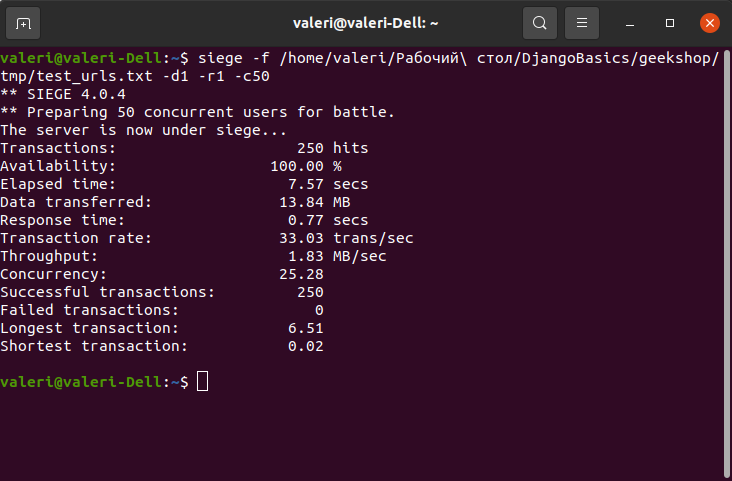 valeri@valeri-Dell: ~
valeri@valeri-Dell:~$ siege -f /home/valeri/Рабочий\ стол/DjangoBasics/geekshop/
tmp/test_urls.txt -d1 -r1 -c50
** SIEGE 4.0.4
** Preparing 50 concurrent users for battle.
The server is now under siege...
Transactions: 250 hits
Availability: 100.00 %
Elapsed time: 7.57 secs
Data transferred: 13.84 MB
Response time: 0.77 secs
Transaction rate: 33.03 trans/sec
Throughput: 1.83 MB/sec
Concurrency: 25.28
Successful transactions: 250
Failed transactions: 0
Longest transaction: 6.51
Shortest transaction: 0.02
valeri@valeri-Dell:~$